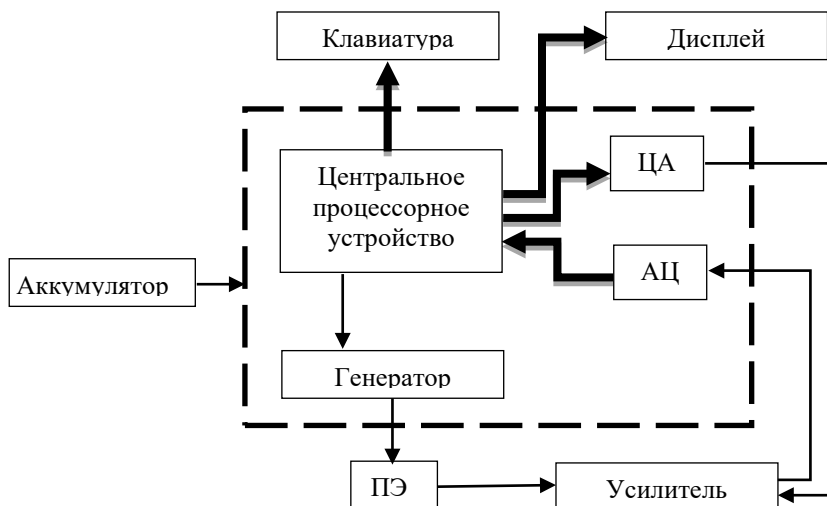 Клавиатура
Дисплей
Центральное
процессорное
устройство
ЦА
АЦ
Аккумулятор
Генератор
ПЭ
Усилитель